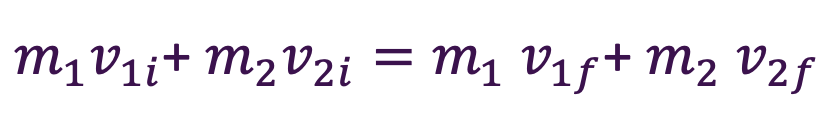 m₁v₁ᵢ+ m₂v₂ᵢ = m₁ v₁f+ m₂ v₂f